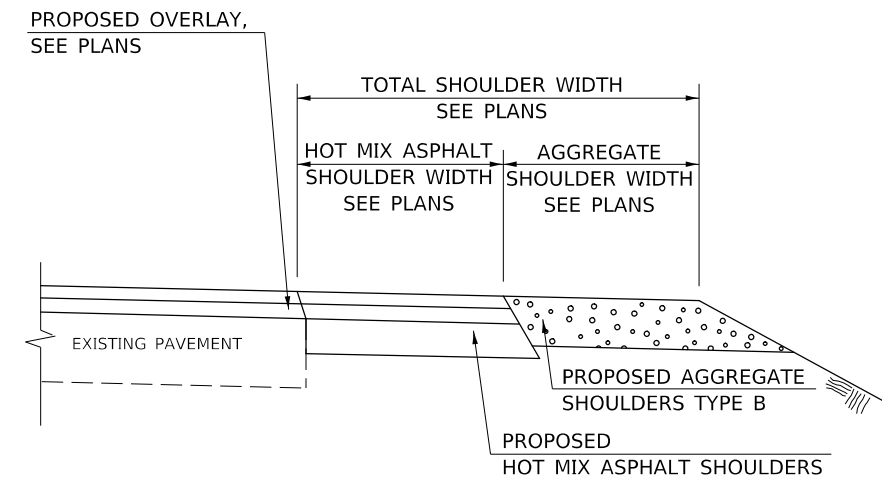 PROPOSED OVERLAY,
SEE PLANS
TOTAL SHOULDER WIDTH
SEE PLANS
HOT MIX ASPHALT
SHOULDER WIDTH
SEE PLANS
AGGREGATE
SHOULDER WIDTH
SEE PLANS
EXISTING PAVEMENT
PROPOSED AGGREGATE
SHOULDERS TYPE B
PROPOSED
HOT MIX ASPHALT SHOULDERS